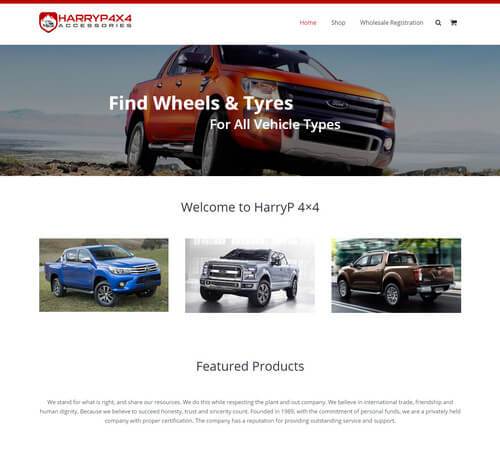 HARRYP4X4
ACCESSORIES
Home Shop Wholesale Registration
Find Wheels & Tyres
For All Vehicle Types
Welcome to HarryP 4×4
Featured Products
We stand for what is right, and share our resources. We do this while respecting the plant and out company. We believe in international trade, friendship and
human dignity. Because we believe to succeed honesty, trust and sincerity count. Founded in 1989, with the commitment of personal funds, we are a privately held
company with proper certification. The company has a reputation for providing outstanding service and support.